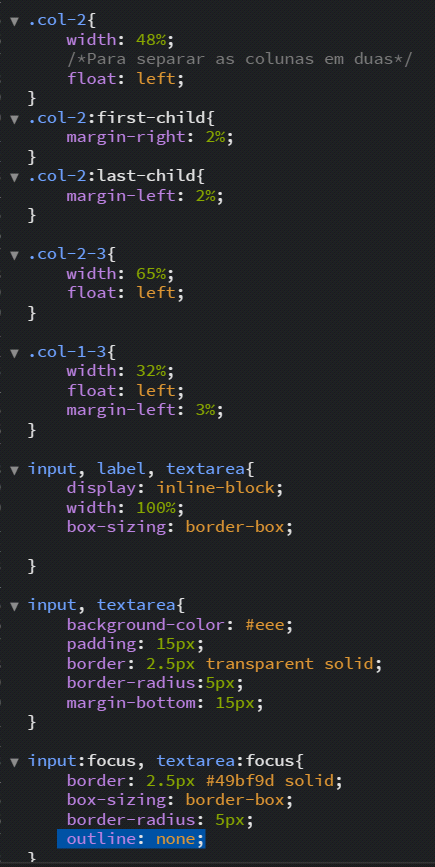 .col-2{
width: 48%;
/*Para separar as colunas em duas*/
float: left;
}
.col-2:first-child{
margin-right: 2%;
}
.col-2:last-child{
margin-left: 2%;
}
.col-2-3{
width: 65%;
float: left;
}
.col-1-3{
width: 32%;
float: left;
margin-left: 3%;
}
input, label, textarea{
display: inline-block;
width: 100%;
box-sizing: border-box;
}
input, textarea{
background-color: #eee;
padding: 15px;
border: 2.5px transparent solid;
border-radius:5px;
margin-bottom: 15px;
}
input:focus, textarea:focus{
border: 2.5px #49bf9d solid;
box-sizing: border-box;
border-radius: 5px;
outline: none;
}